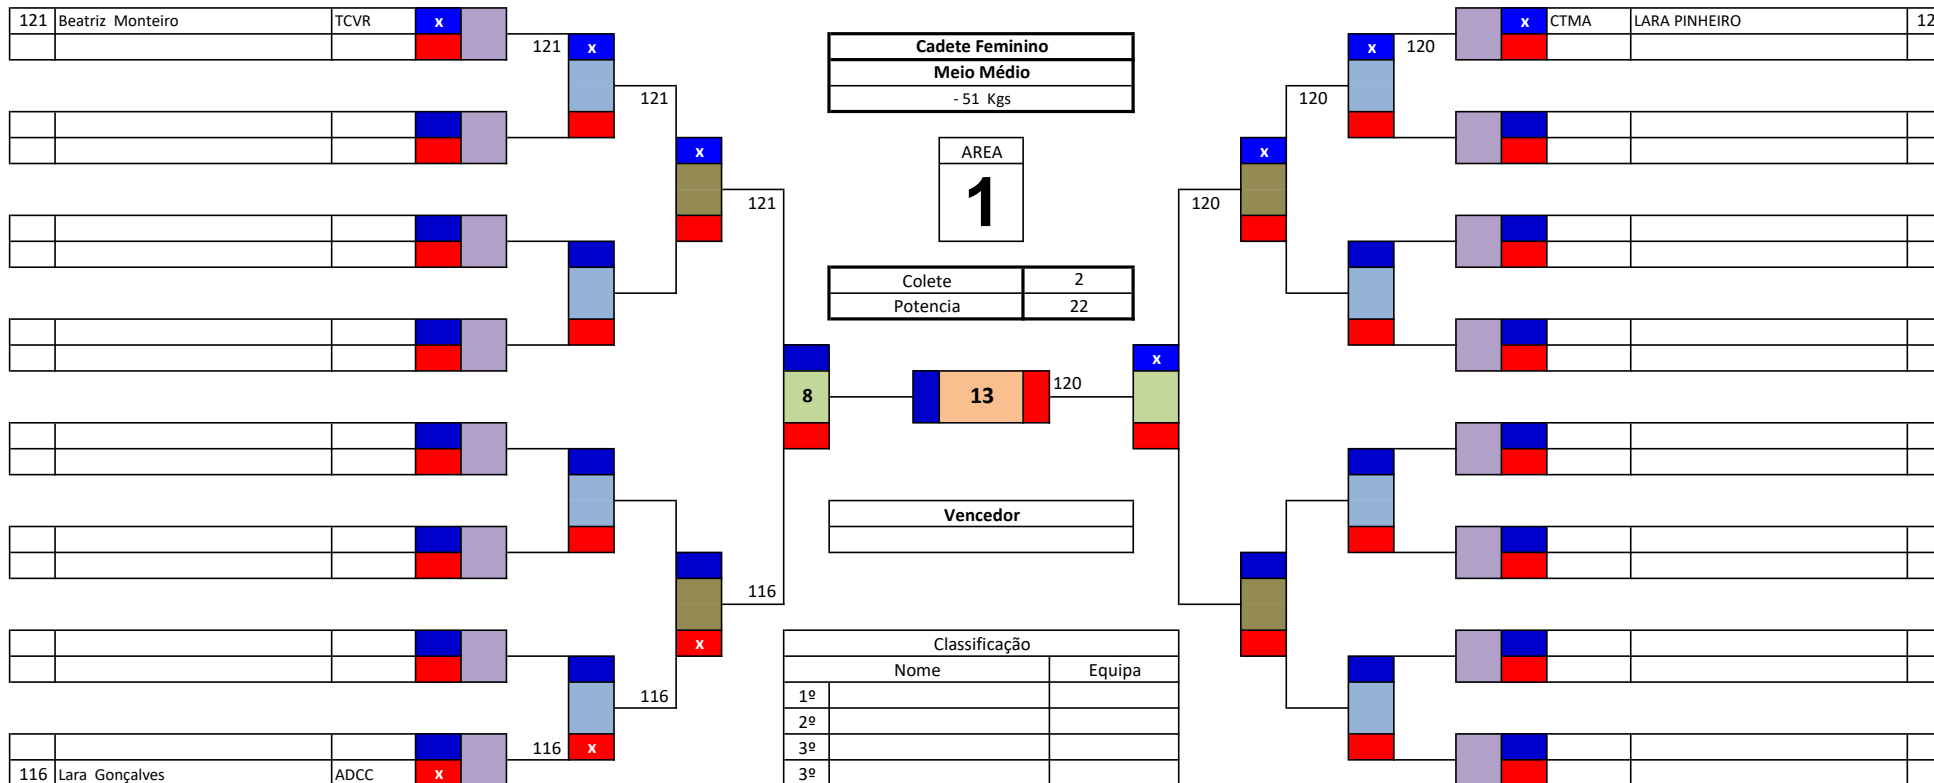 121 Beatriz Monteiro TCVR x x CTMA LARA PINHEIRO 12
121 x Cadete Feminino x 120
Meio Médio
121 - 51 Kgs 120
x AREA x
121 1 120
Colete 2
Potencia 22
x
8 13 120
Vencedor
116
x Classificação
Nome Equipa
116 1º
2º
116 x 3º
116 Lara Gonçalves ADCC x 3º